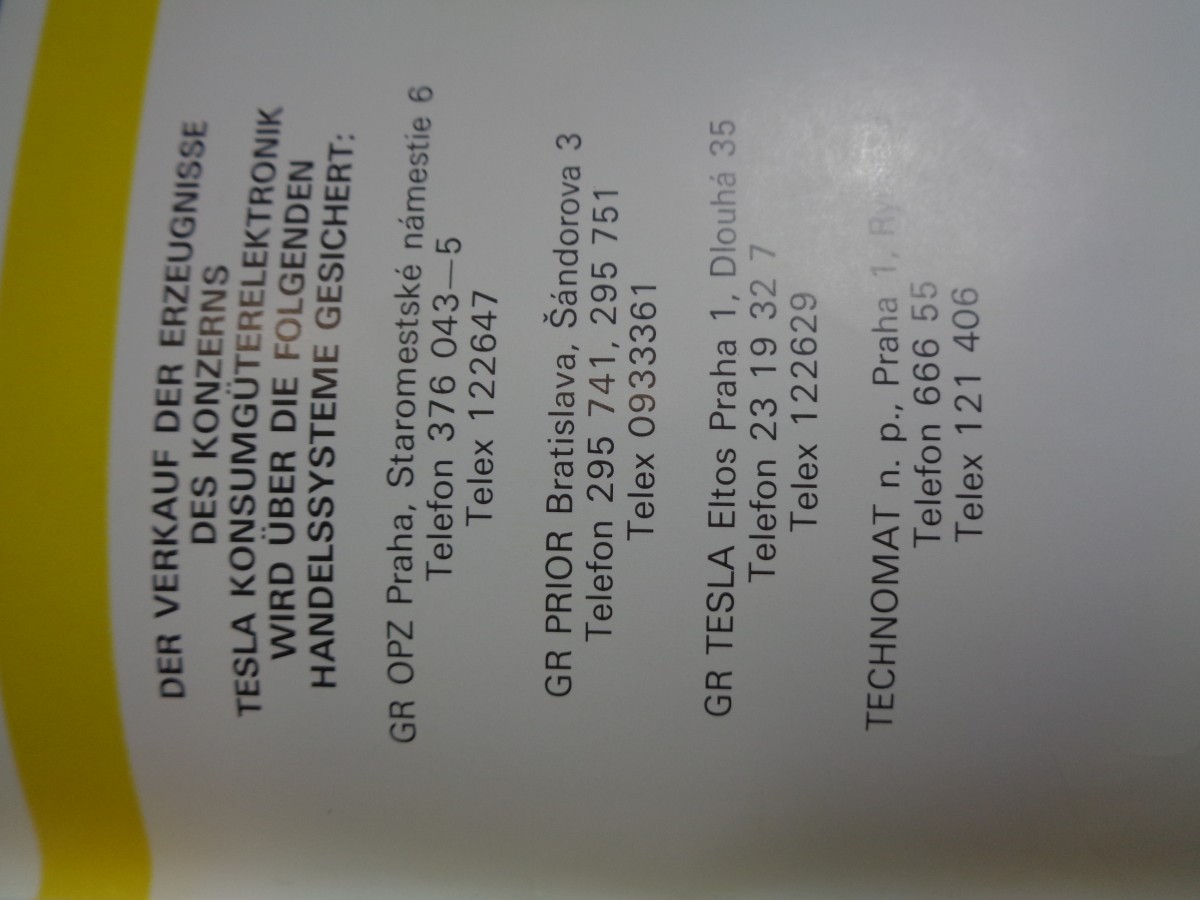 DER VERKAUF DER ERZEUGNISSE
DES KONZERNS
TESLA KONSUMGÜTERELEKTRONIK
WIRD ÜBER DIE FOLGENDEN
HANDELSSYSTEME GESICHERT:
GR OPZ Praha, Staromestské námestie 6
Telefon 376 043—5
Telex 122647
GR PRIOR Bratislava, Šándorova 3
Telefon 295 741, 295 751
Telex 0933361
GR TESLA Eltos Praha 1, Dlouhá 35
Telefon 23 19 32 7
Telex 122629
TECHNOMAT n. p., Praha 1,
Telefon 666 55
Telex 121 406